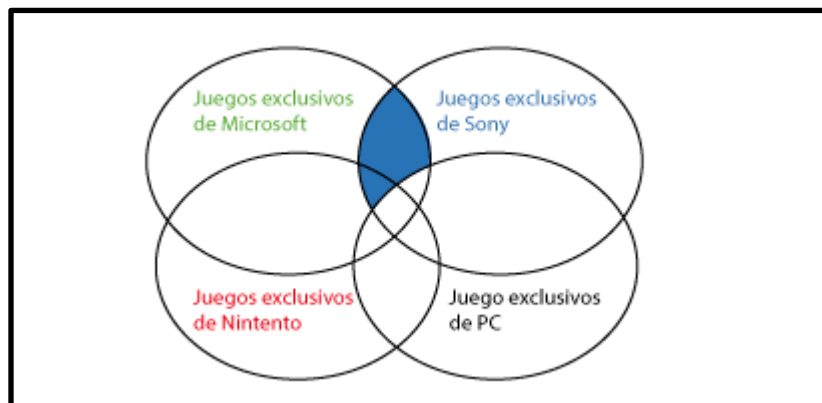 Juegos exclusivos
de Microsoft
Juegos exclusivos
de Sony
Juegos exclusivos
de Nintento
Juego exclusivos
de PC